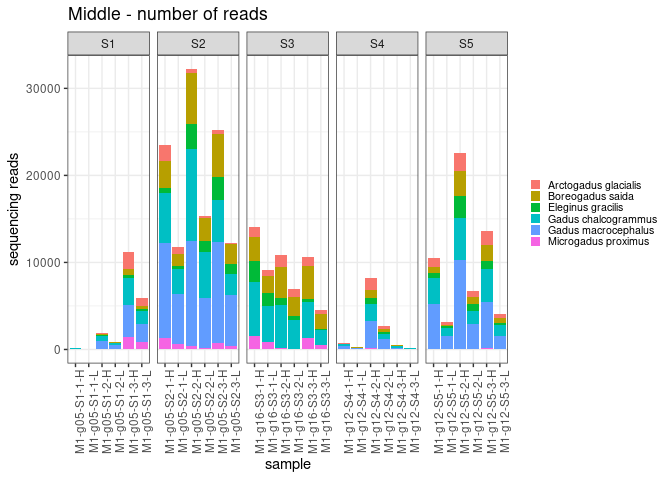 Middle - number of reads
S1 S2 S3 S4 S5
sequencing reads
30000
20000
10000
0
Arctogadus glacialis
Boreogadus saida
Eleginus gracilis
Gadus chalcogrammus
Gadus macrocephalus
Microgadus proximus
M1-g05-S1-1-H
M1-g05-S1-1-L
M1-g05-S1-2-H
M1-g05-S1-2-L
M1-g05-S1-3-H
M1-g05-S1-3-L
M1-g05-S2-1-H
M1-g05-S2-1-L
M1-g05-S2-2-H
M1-g05-S2-2-L
M1-g05-S2-3-H
M1-g05-S2-3-L
M1-g16-S3-1-H
M1-g16-S3-1-L
M1-g16-S3-2-H
M1-g16-S3-2-L
M1-g16-S3-3-H
M1-g16-S3-3-L
M1-g12-S4-1-H
M1-g12-S4-1-L
M1-g12-S4-2-H
M1-g12-S4-2-L
M1-g12-S4-3-H
M1-g12-S4-3-L
M1-g12-S5-1-H
M1-g12-S5-1-L
M1-g12-S5-2-H
M1-g12-S5-2-L
M1-g12-S5-3-H
M1-g12-S5-3-L
sample